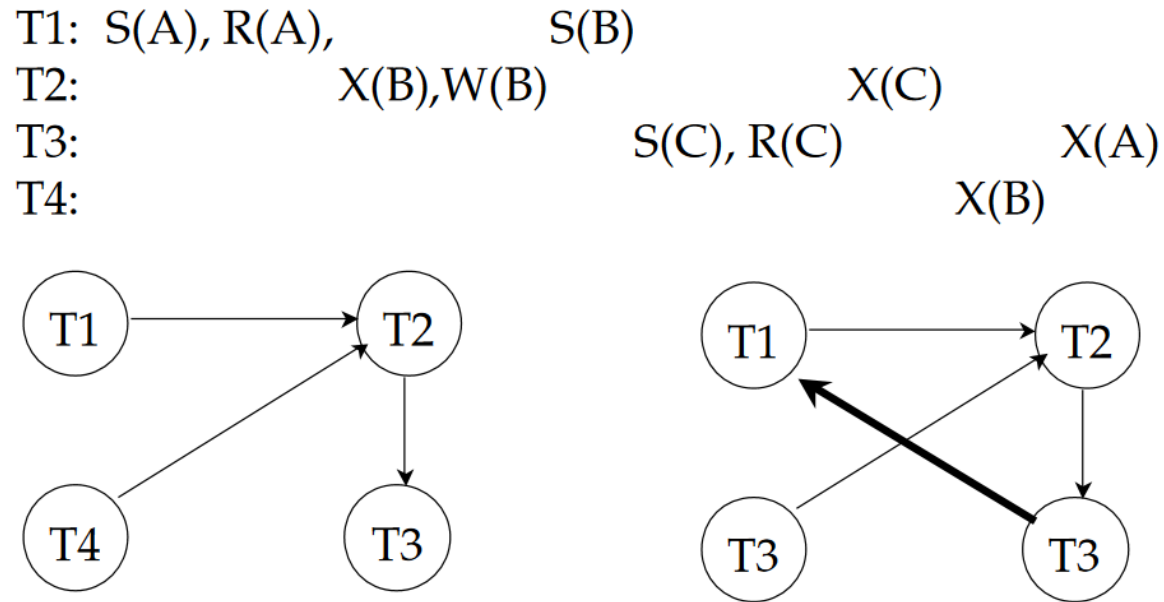 T1: S(A), R(A), S(B)
T2: X(B),W(B) X(C)
T3: S(C), R(C) X(A)
T4: X(B)
T1 T2 T1 T2
T4 T3 T3 T3